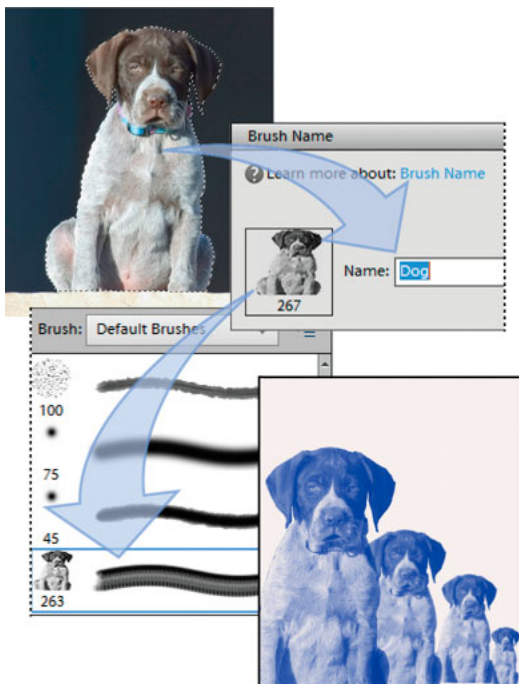 Brush Name
? Learn more about: Brush Name
Name: Dog
267
Brush: Default Brushes
100
75
45
263